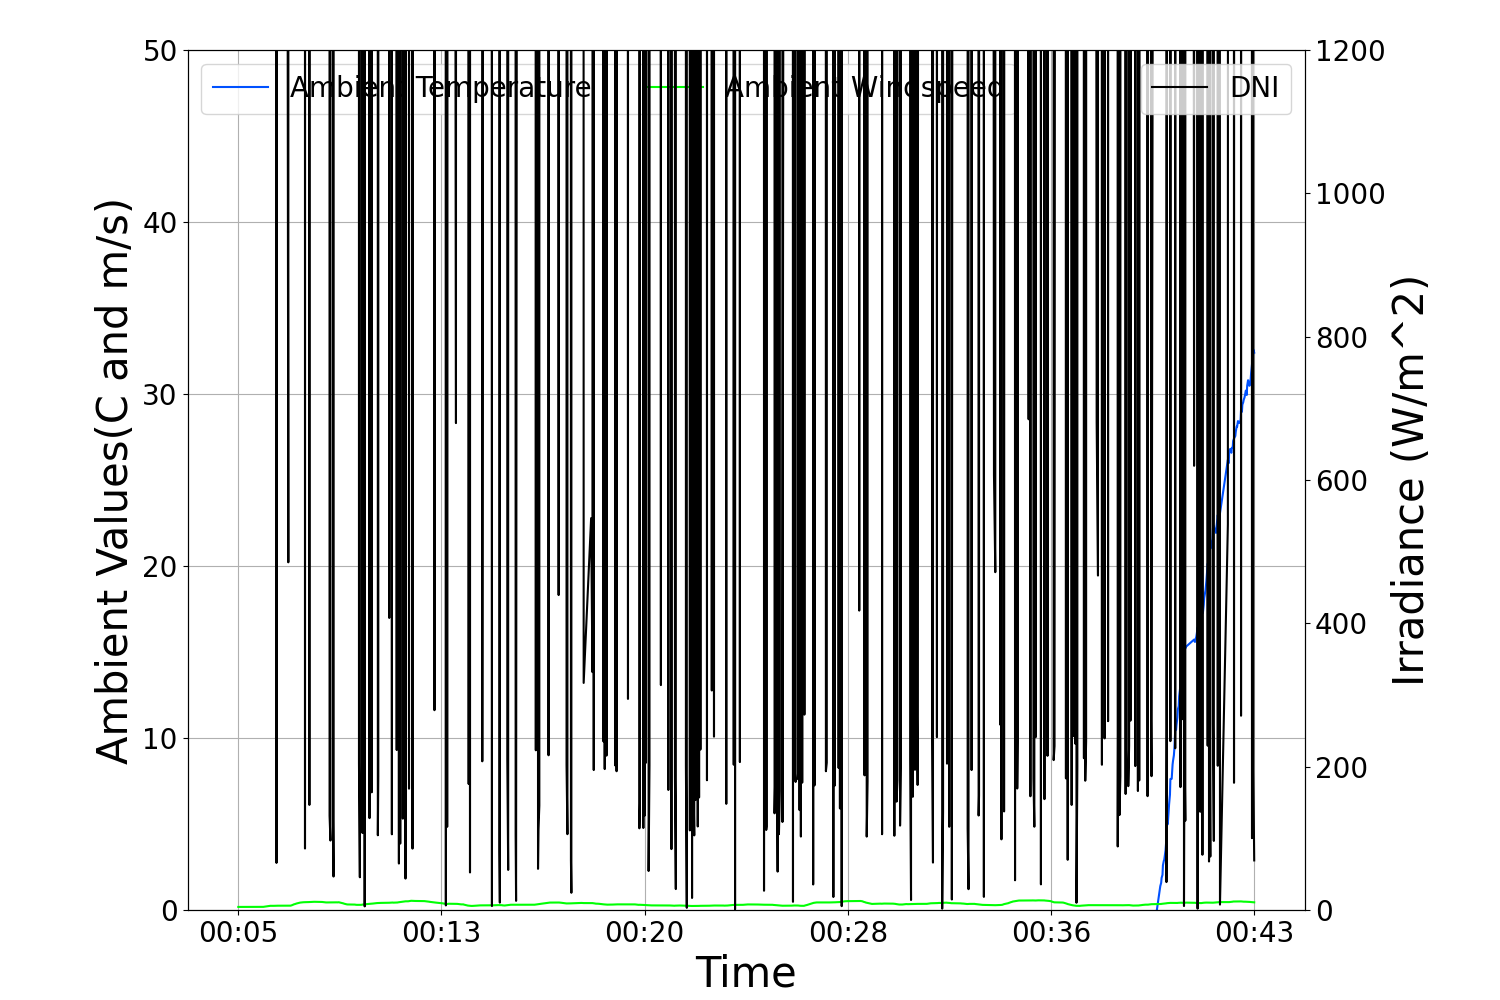 Ambient Temperature
Ambient Windspeed
DNI
50
40
30
20
10
0
Ambient Values(C and m/s)
1200
1000
800
600
400
200
0
Irradiance (W/m^2)
00:05 00:13 00:20 00:28 00:36 00:43
Time